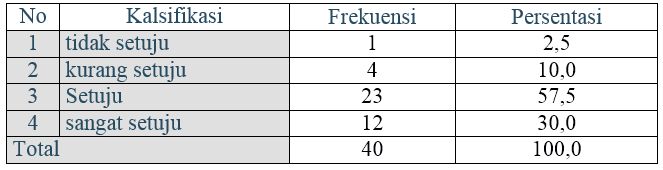 No Kalsifikasi Frekuensi Persentasi
1 tidak setuju 1 2,5
2 kurang setuju 4 10,0
3 Setuju 23 57,5
4 sangat setuju 12 30,0
Total 40 100,0